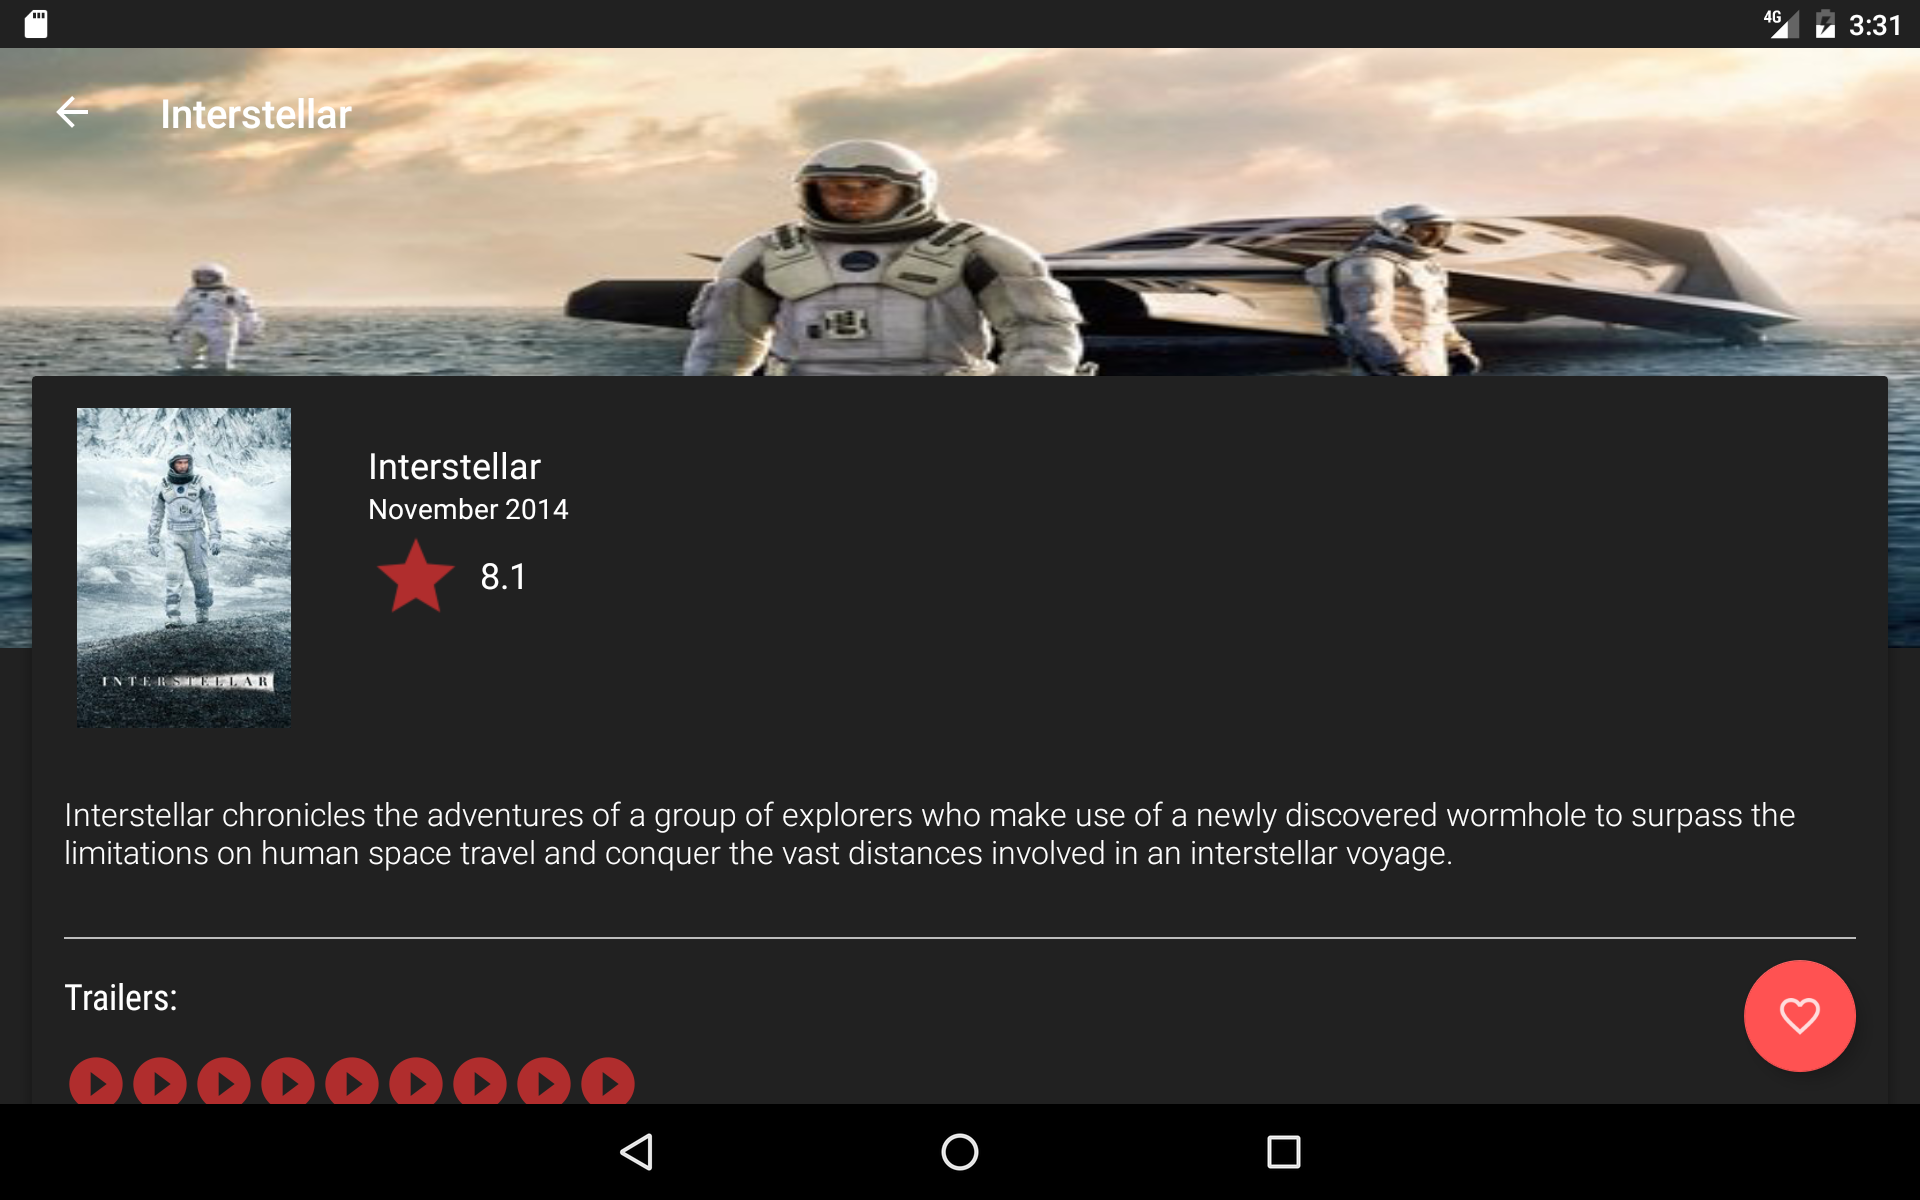 4G 3:31
Interstellar
Interstellar
November 2014
8.1
INTERSTELLAR
Interstellar chronicles the adventures of a group of explorers who make use of a newly discovered wormhole to surpass the
limitations on human space travel and conquer the vast distances involved in an interstellar voyage.
Trailers: